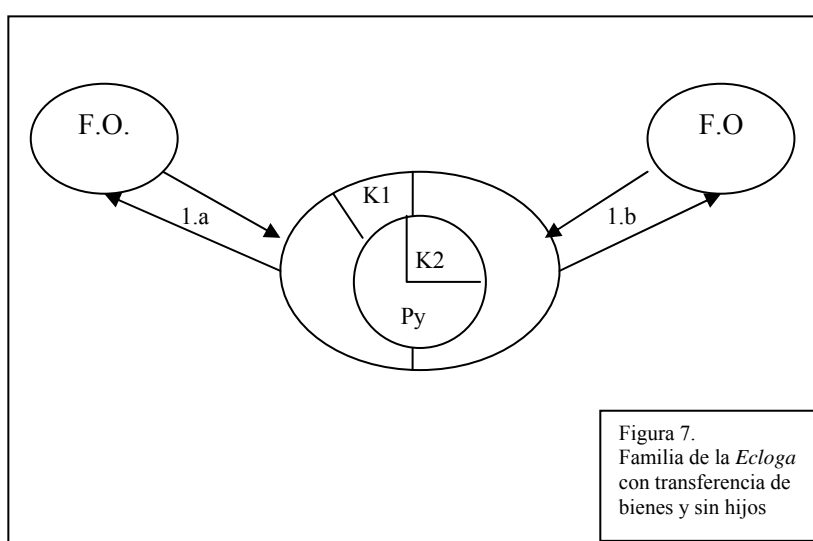 F.O.
F.O
K1
1.a
1.b
K2
Py
Figura 7.
Familia de la Ecloga
con transferencia de
bienes y sin hijos